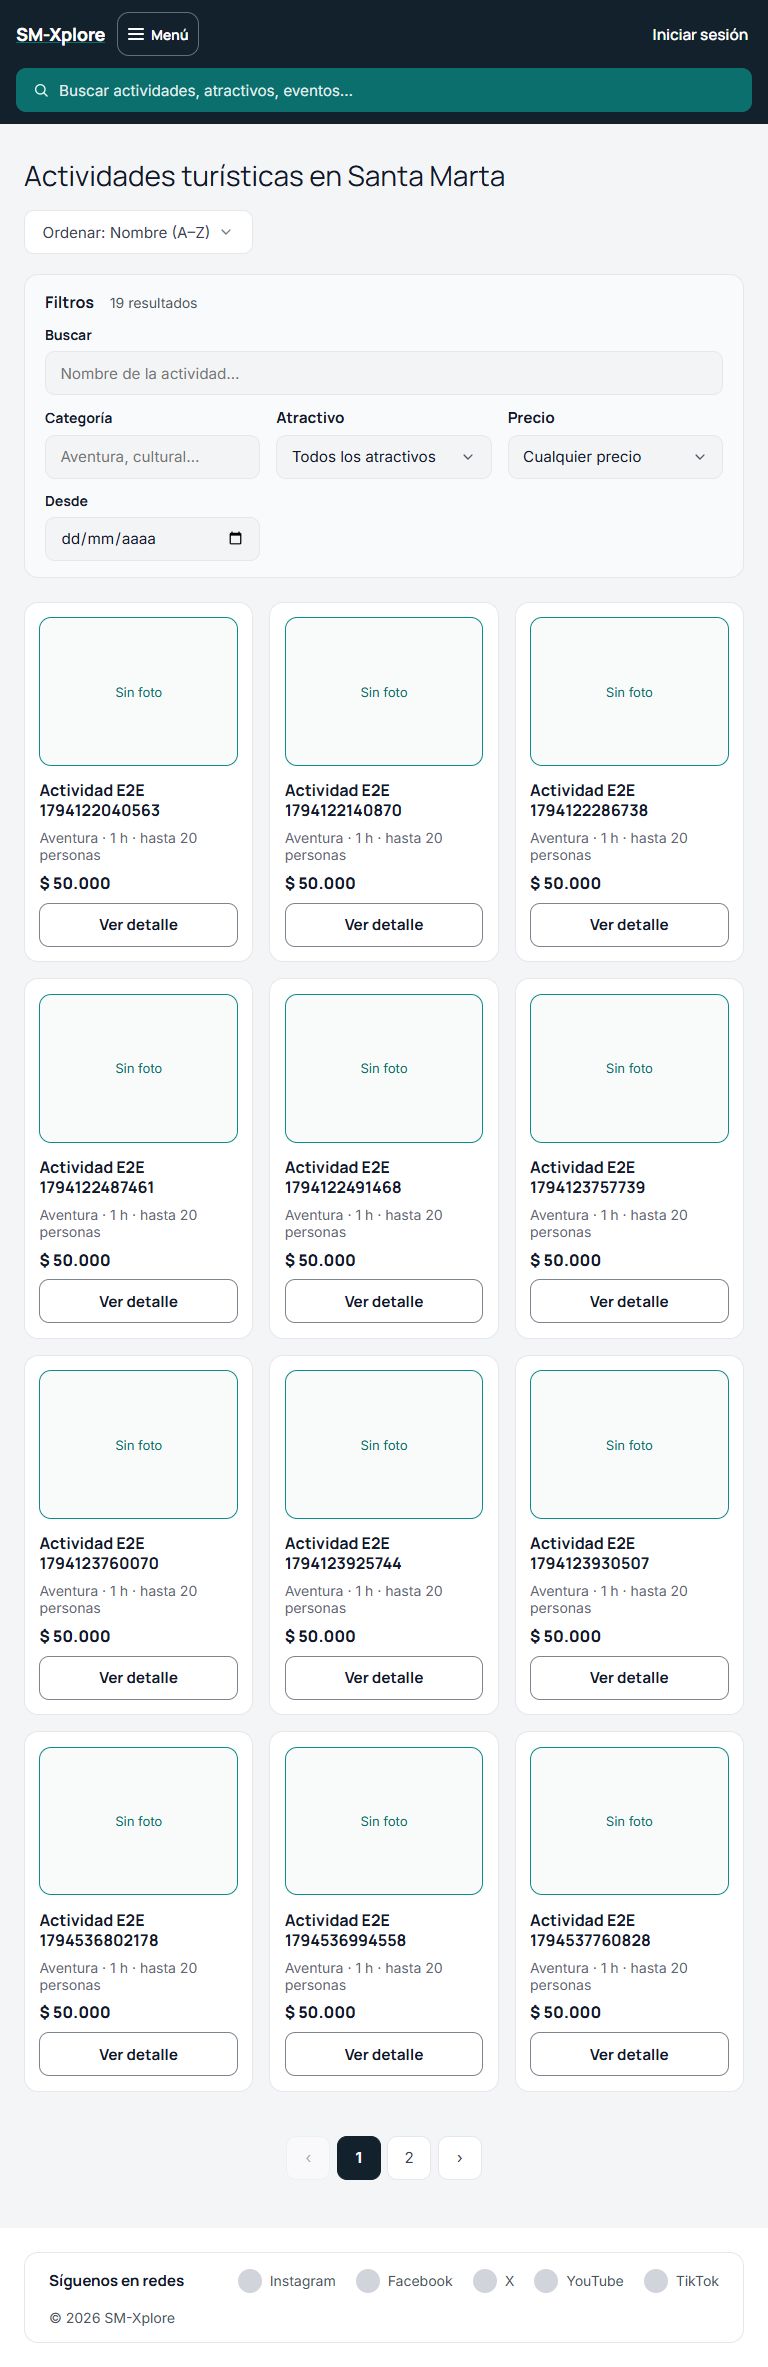 SM-Xplore
Menú
Iniciar sesión
Buscar actividades, atractivos, eventos...
Actividades turísticas en Santa Marta
Ordenar: Nombre (A–Z)
Filtros 19 resultados
Buscar
Nombre de la actividad...
Categoría Atractivo Precio
Aventura, cultural... Todos los atractivos Cualquier precio
Desde
dd/mm/aaaa
Sin foto Sin foto Sin foto
Actividad E2E Actividad E2E Actividad E2E
1794122040563 1794122140870 1794122286738
Aventura · 1 h · hasta 20 Aventura · 1 h · hasta 20 Aventura · 1 h · hasta 20
personas personas personas
$ 50.000 $ 50.000 $ 50.000
Ver detalle Ver detalle Ver detalle
Sin foto Sin foto Sin foto
Actividad E2E Actividad E2E Actividad E2E
1794122487461 1794122491468 1794123757739
Aventura · 1 h · hasta 20 Aventura · 1 h · hasta 20 Aventura · 1 h · hasta 20
personas personas personas
$ 50.000 $ 50.000 $ 50.000
Ver detalle Ver detalle Ver detalle
Sin foto Sin foto Sin foto
Actividad E2E Actividad E2E Actividad E2E
1794123760070 1794123925744 1794123930507
Aventura · 1 h · hasta 20 Aventura · 1 h · hasta 20 Aventura · 1 h · hasta 20
personas personas personas
$ 50.000 $ 50.000 $ 50.000
Ver detalle Ver detalle Ver detalle
Sin foto Sin foto Sin foto
Actividad E2E Actividad E2E Actividad E2E
1794536802178 1794536994558 1794537760828
Aventura · 1 h · hasta 20 Aventura · 1 h · hasta 20 Aventura · 1 h · hasta 20
personas personas personas
$ 50.000 $ 50.000 $ 50.000
Ver detalle Ver detalle Ver detalle
‹ 1 2 ›
Síguenos en redes Instagram Facebook X YouTube TikTok
© 2026 SM-Xplore